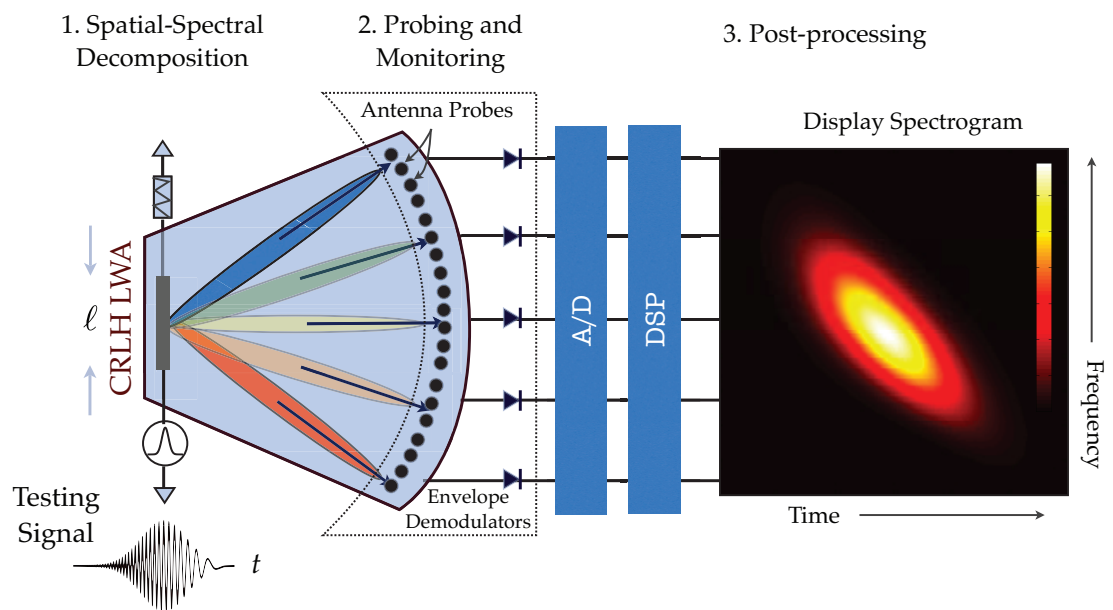 1. Spatial-Spectral
Decomposition
2. Probing and
Monitoring
3. Post-processing
Antenna Probes
Display Spectrogram
ℓ
CRLH LWA
A/D
DSP
Frequency
Envelope
Demodulators
Time
Testing
Signal
t